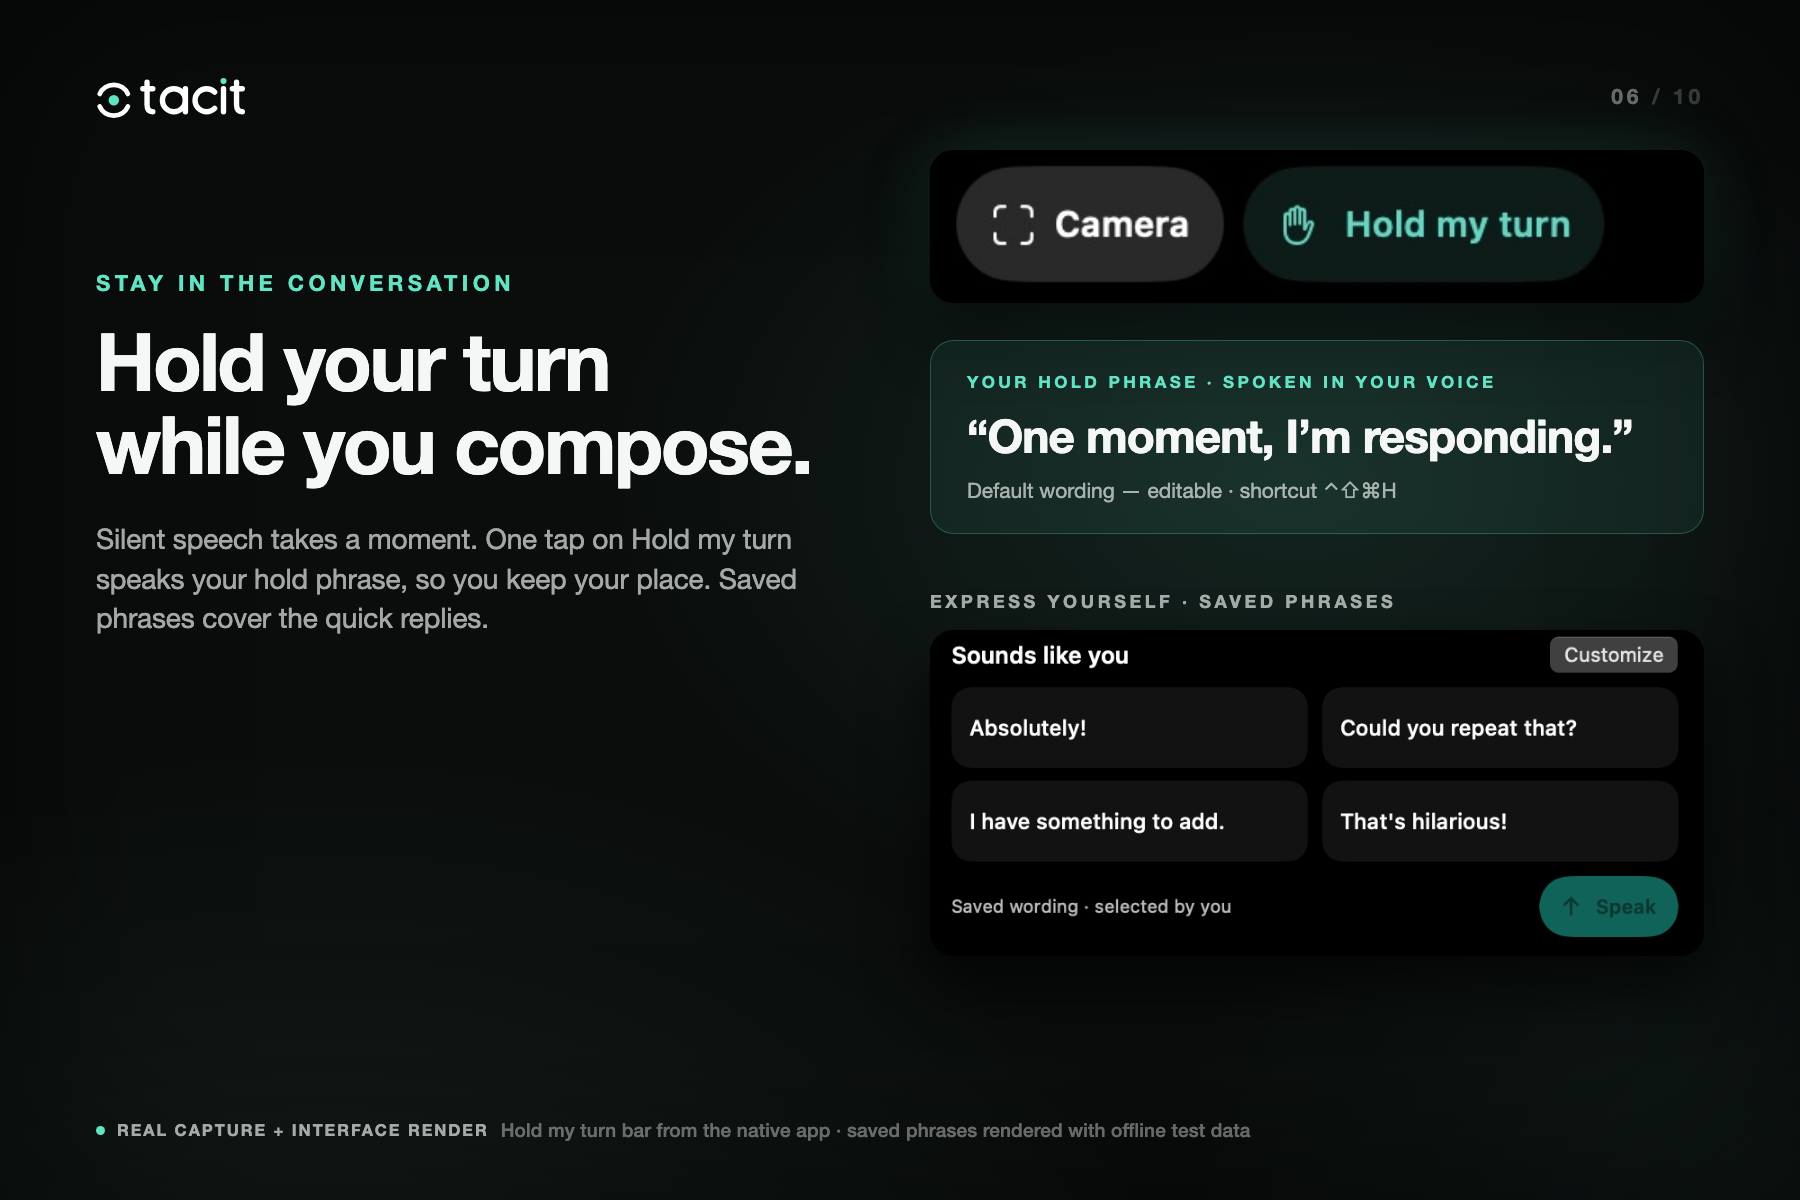 tacit
06 / 10
STAY IN THE CONVERSATION
Hold your turn
while you compose.
Silent speech takes a moment. One tap on Hold my turn
speaks your hold phrase, so you keep your place. Saved
phrases cover the quick replies.
Camera
Hold my turn
YOUR HOLD PHRASE · SPOKEN IN YOUR VOICE
“One moment, I’m responding.”
Default wording — editable · shortcut ⌃⇧⌘H
EXPRESS YOURSELF · SAVED PHRASES
Sounds like you
Customize
Absolutely!
Could you repeat that?
I have something to add.
That's hilarious!
Saved wording · selected by you
↑ Speak
REAL CAPTURE + INTERFACE RENDER Hold my turn bar from the native app · saved phrases rendered with offline test data